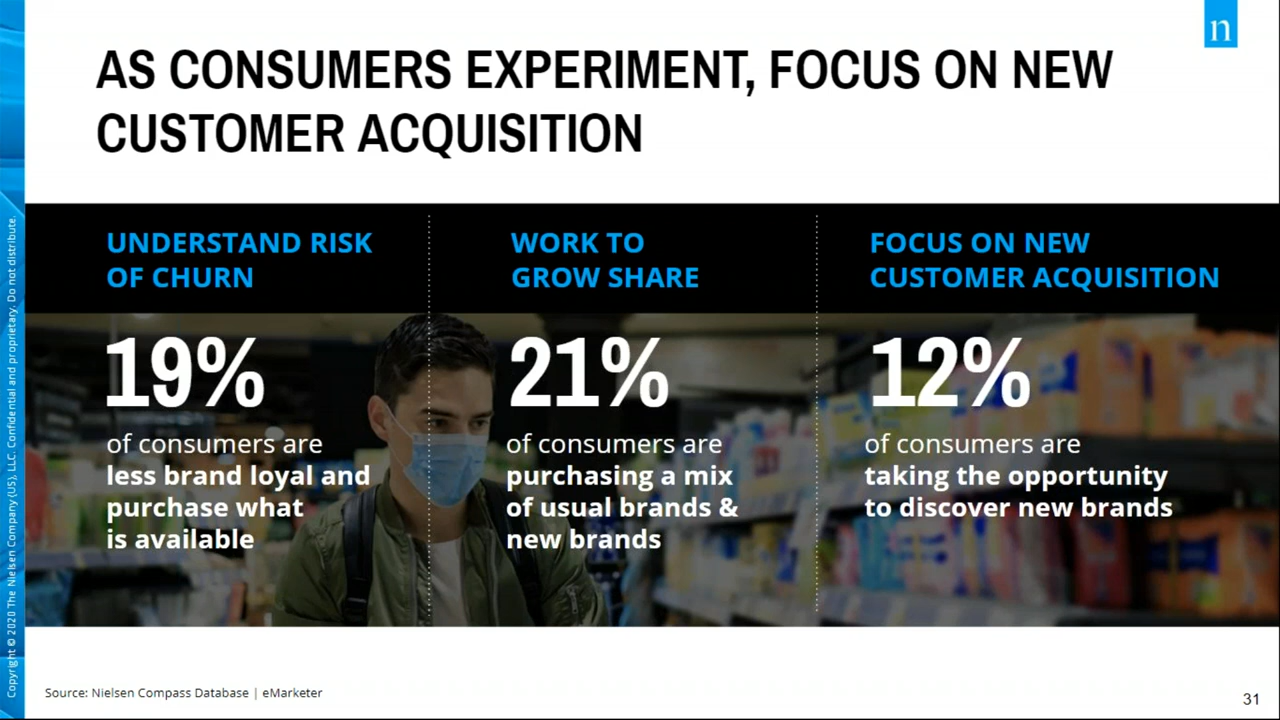 n
AS CONSUMERS EXPERIMENT, FOCUS ON NEW
CUSTOMER ACQUISITION
UNDERSTAND RISK
OF CHURN
19%
of consumers are
less brand loyal and
purchase what
is available
WORK TO
GROW SHARE
21%
of consumers are
purchasing a mix
of usual brands &
new brands
FOCUS ON NEW
CUSTOMER ACQUISITION
12%
of consumers are
taking the opportunity
to discover new brands
Copyright © 2020 The Nielsen Company (US), LLC. Confidential and proprietary. Do not distribute.
Source: Nielsen Compass Database | eMarketer
31